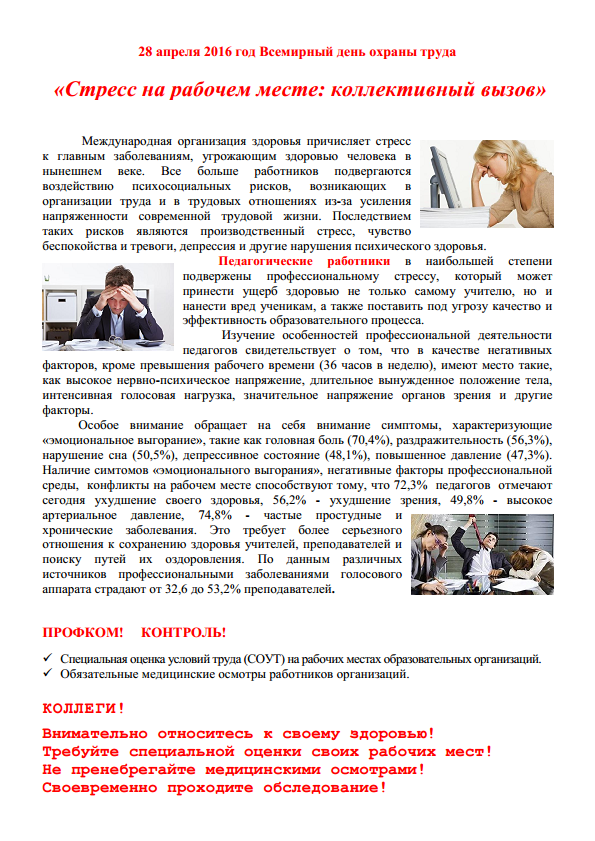 28 апреля 2016 год Всемирный день охраны труда
«Стресс на рабочем месте: коллективный вызов»
Международная организация здоровья причисляет стресс
к главным заболеваниям, угрожающим здоровью человека в
нынешнем веке. Все больше работников подвергаются
воздействию психосоциальных рисков, возникающих в
организации труда и в трудовых отношениях из-за усиления
напряженности современной трудовой жизни. Последствием
таких рисков являются производственный стресс, чувство
беспокойства и тревоги, депрессия и другие нарушения психического здоровья.
Педагогические работники в наибольшей степени
подвержены профессиональному стрессу, который может
принести ущерб здоровью не только самому учителю, но и
нанести вред ученикам, а также поставить под угрозу качество и
эффективность образовательного процесса.
Изучение особенностей профессиональной деятельности
педагогов свидетельствует о том, что в качестве негативных
факторов, кроме превышения рабочего времени (36 часов в неделю), имеют место такие,
как высокое нервно-психическое напряжение, длительное вынужденное положение тела,
интенсивная голосовая нагрузка, значительное напряжение органов зрения и другие
факторы.
Особое внимание обращает на себя внимание симптомы, характеризующие
«эмоциональное выгорание», такие как головная боль (70,4%), раздражительность (56,3%),
нарушение сна (50,5%), депрессивное состояние (48,1%), повышенное давление (47,3%).
Наличие симтомов «эмоционального выгорания», негативные факторы профессиональной
среды, конфликты на рабочем месте способствуют тому, что 72,3% педагогов отмечают
сегодня ухудшение своего здоровья, 56,2% - ухудшение зрения, 49,8% - высокое
артериальное давление, 74,8% - частые простудные и
хронические заболевания. Это требует более серьезного
отношения к сохранению здоровья учителей, преподавателей и
поиску путей их оздоровления. По данным различных
источников профессиональными заболеваниями голосового
аппарата страдают от 32,6 до 53,2% преподавателей.
ПРОФКОМ! КОНТРОЛЬ!
✓ Специальная оценка условий труда (СОУТ) на рабочих местах образовательных организаций.
✓ Обязательные медицинские осмотры работников организаций.
КОЛЛЕГИ!
Внимательно относитесь к своему здоровью!
Требуйте специальной оценки своих рабочих мест!
Не пренебрегайте медицинскими осмотрами!
Своевременно проходите обследование!